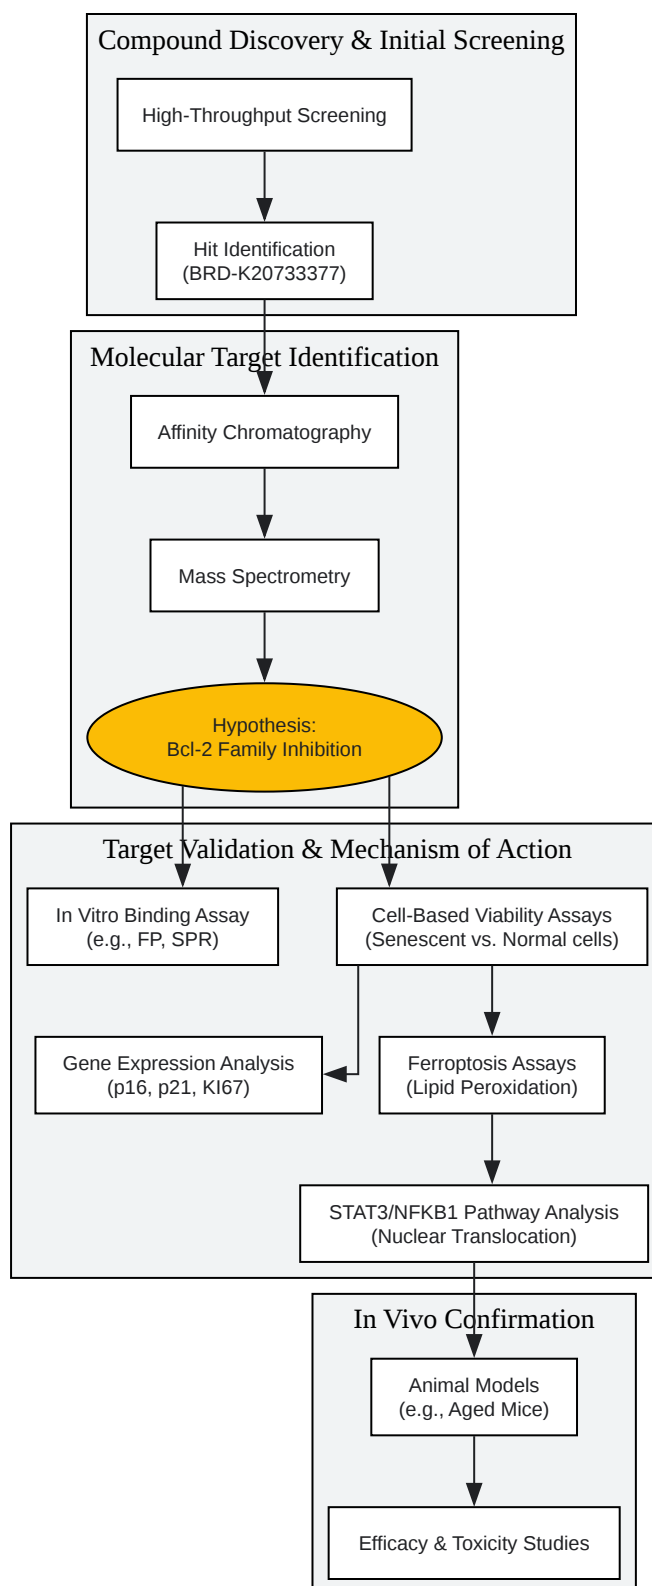 Compound Discovery & Initial Screening
High-Throughput Screening
Hit Identification
(BRD-K20733377)
Molecular Target Identification
Affinity Chromatography
Mass Spectrometry
Hypothesis:
Bcl-2 Family Inhibition
Target Validation & Mechanism of Action
In Vitro Binding Assay
(e.g., FP, SPR)
Cell-Based Viability Assays
(Senescent vs. Normal cells)
Gene Expression Analysis
(p16, p21, KI67)
Ferroptosis Assays
(Lipid Peroxidation)
STAT3/NFKB1 Pathway Analysis
(Nuclear Translocation)
In Vivo Confirmation
Animal Models
(e.g., Aged Mice)
Efficacy & Toxicity Studies